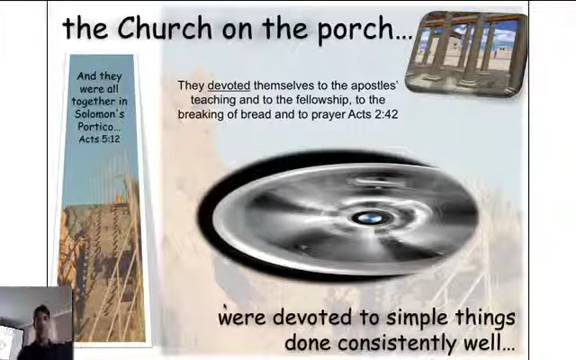 the Church on the porch...
And they
were all
together in
Solomon's
Portico...
Acts 5:12
They devoted themselves to the apostles'
teaching and to the fellowship, to the
breaking of bread and to prayer Acts 2:42
were devoted to simple things
done consistently well...